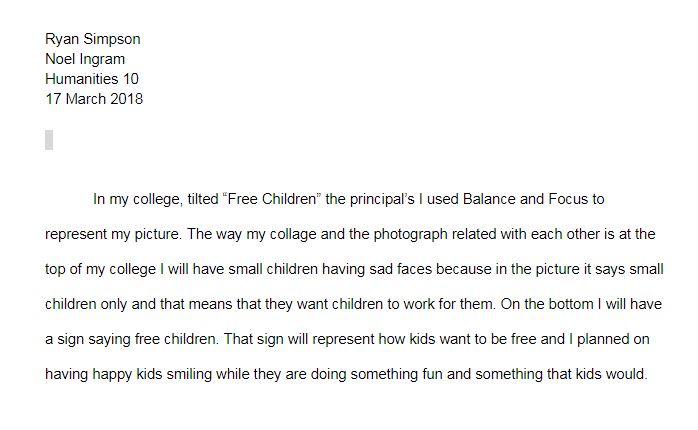 Ryan Simpson
Noel Ingram
Humanities 10
17 March 2018
In my college, tilted “Free Children” the principal’s I used Balance and Focus to
represent my picture. The way my collage and the photograph related with each other is at the
top of my college I will have small children having sad faces because in the picture it says small
children only and that means that they want children to work for them. On the bottom I will have
a sign saying free children. That sign will represent how kids want to be free and I planned on
having happy kids smiling while they are doing something fun and something that kids would.